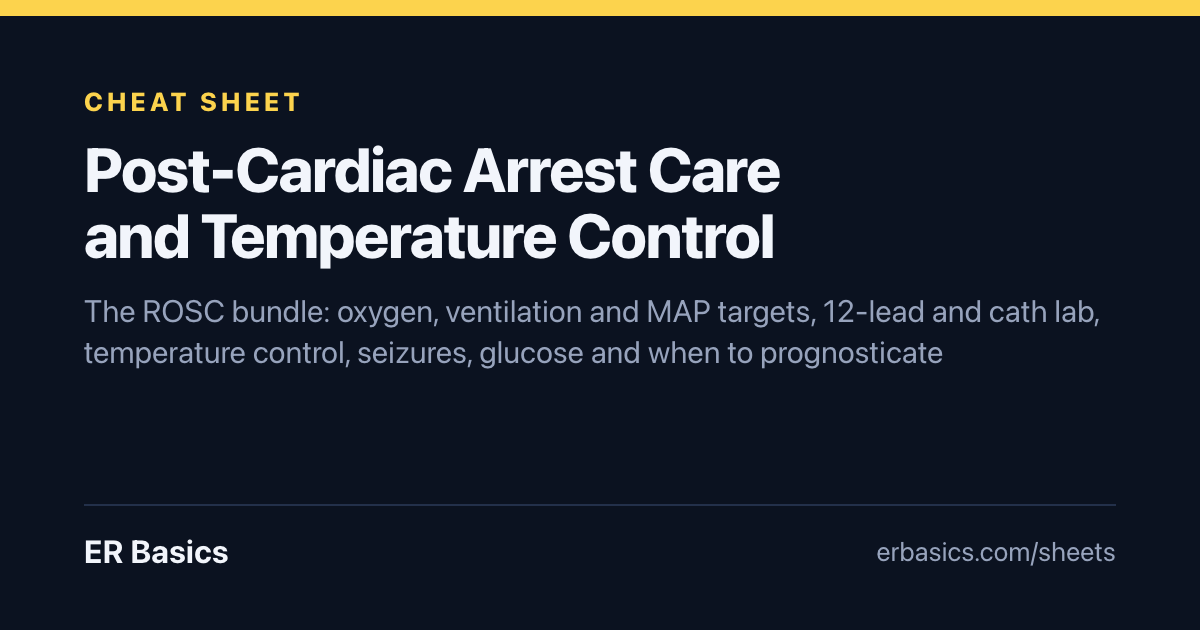 CHEAT SHEET
Post-Cardiac Arrest Care
and Temperature Control
The ROSC bundle: oxygen, ventilation and MAP targets, 12-lead and cath lab,
temperature control, seizures, glucose and when to prognosticate
ER Basics
erbasics.com/sheets